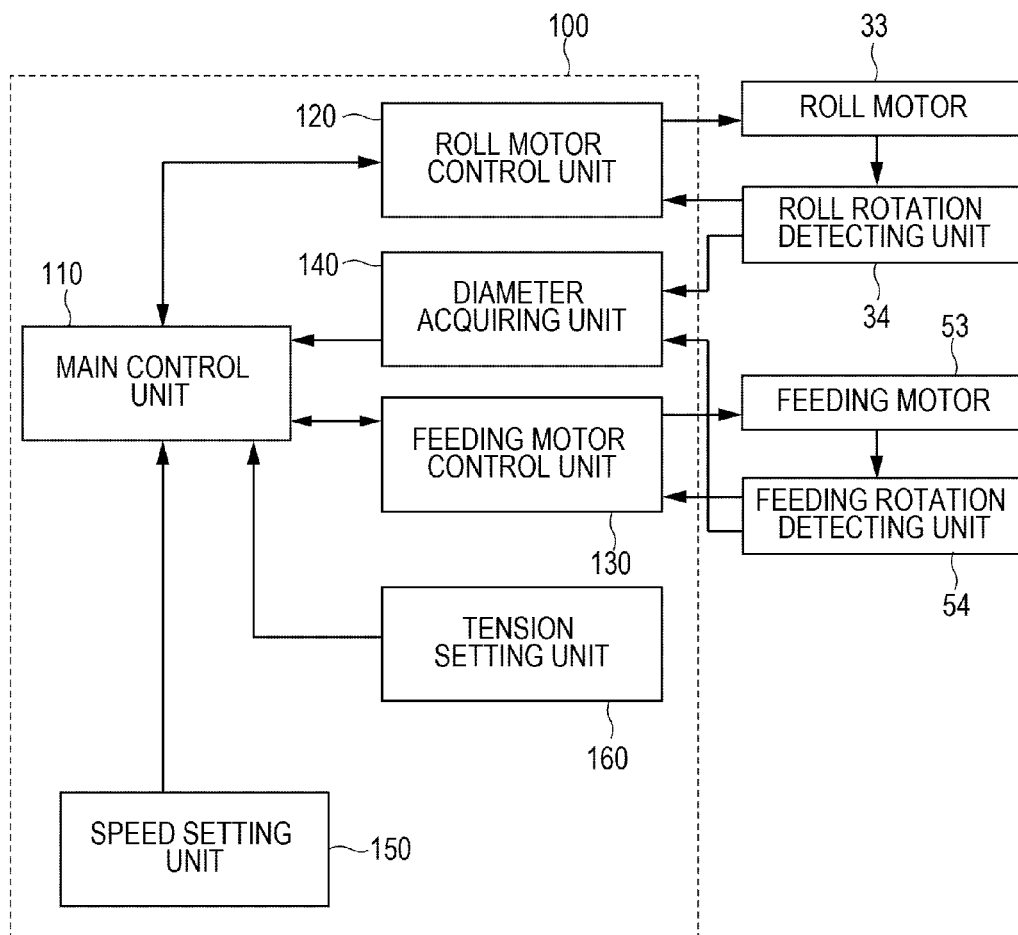 100
33
120
ROLL MOTOR
CONTROL UNIT
ROLL MOTOR
ROLL ROTATION
DETECTING UNIT
34
140
DIAMETER
ACQUIRING UNIT
110
MAIN CONTROL
UNIT
53
FEEDING MOTOR
FEEDING MOTOR
CONTROL UNIT
130
FEEDING ROTATION
DETECTING UNIT
54
TENSION
SETTING UNIT
160
SPEED SETTING
UNIT
150